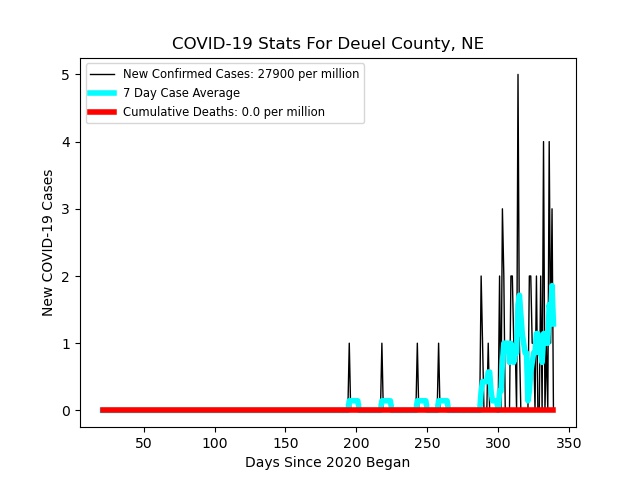 COVID-19 Stats For Deuel County, NE
New Confirmed Cases: 27900 per million
7 Day Case Average
Cumulative Deaths: 0.0 per million
New COVID-19 Cases
5
4
3
2
1
0
50 100 150 200 250 300 350
Days Since 2020 Began